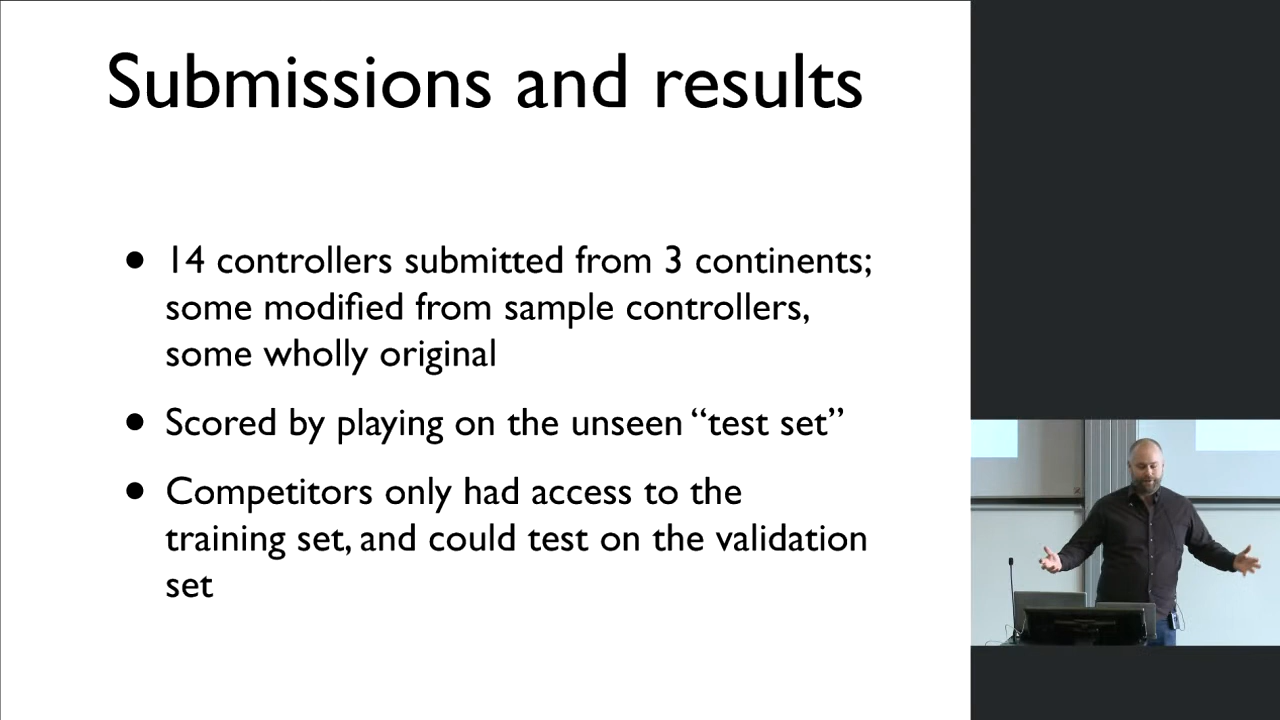 Submissions and results
• 14 controllers submitted from 3 continents;
some modified from sample controllers,
some wholly original
• Scored by playing on the unseen “test set”
• Competitors only had access to the
training set, and could test on the validation
set